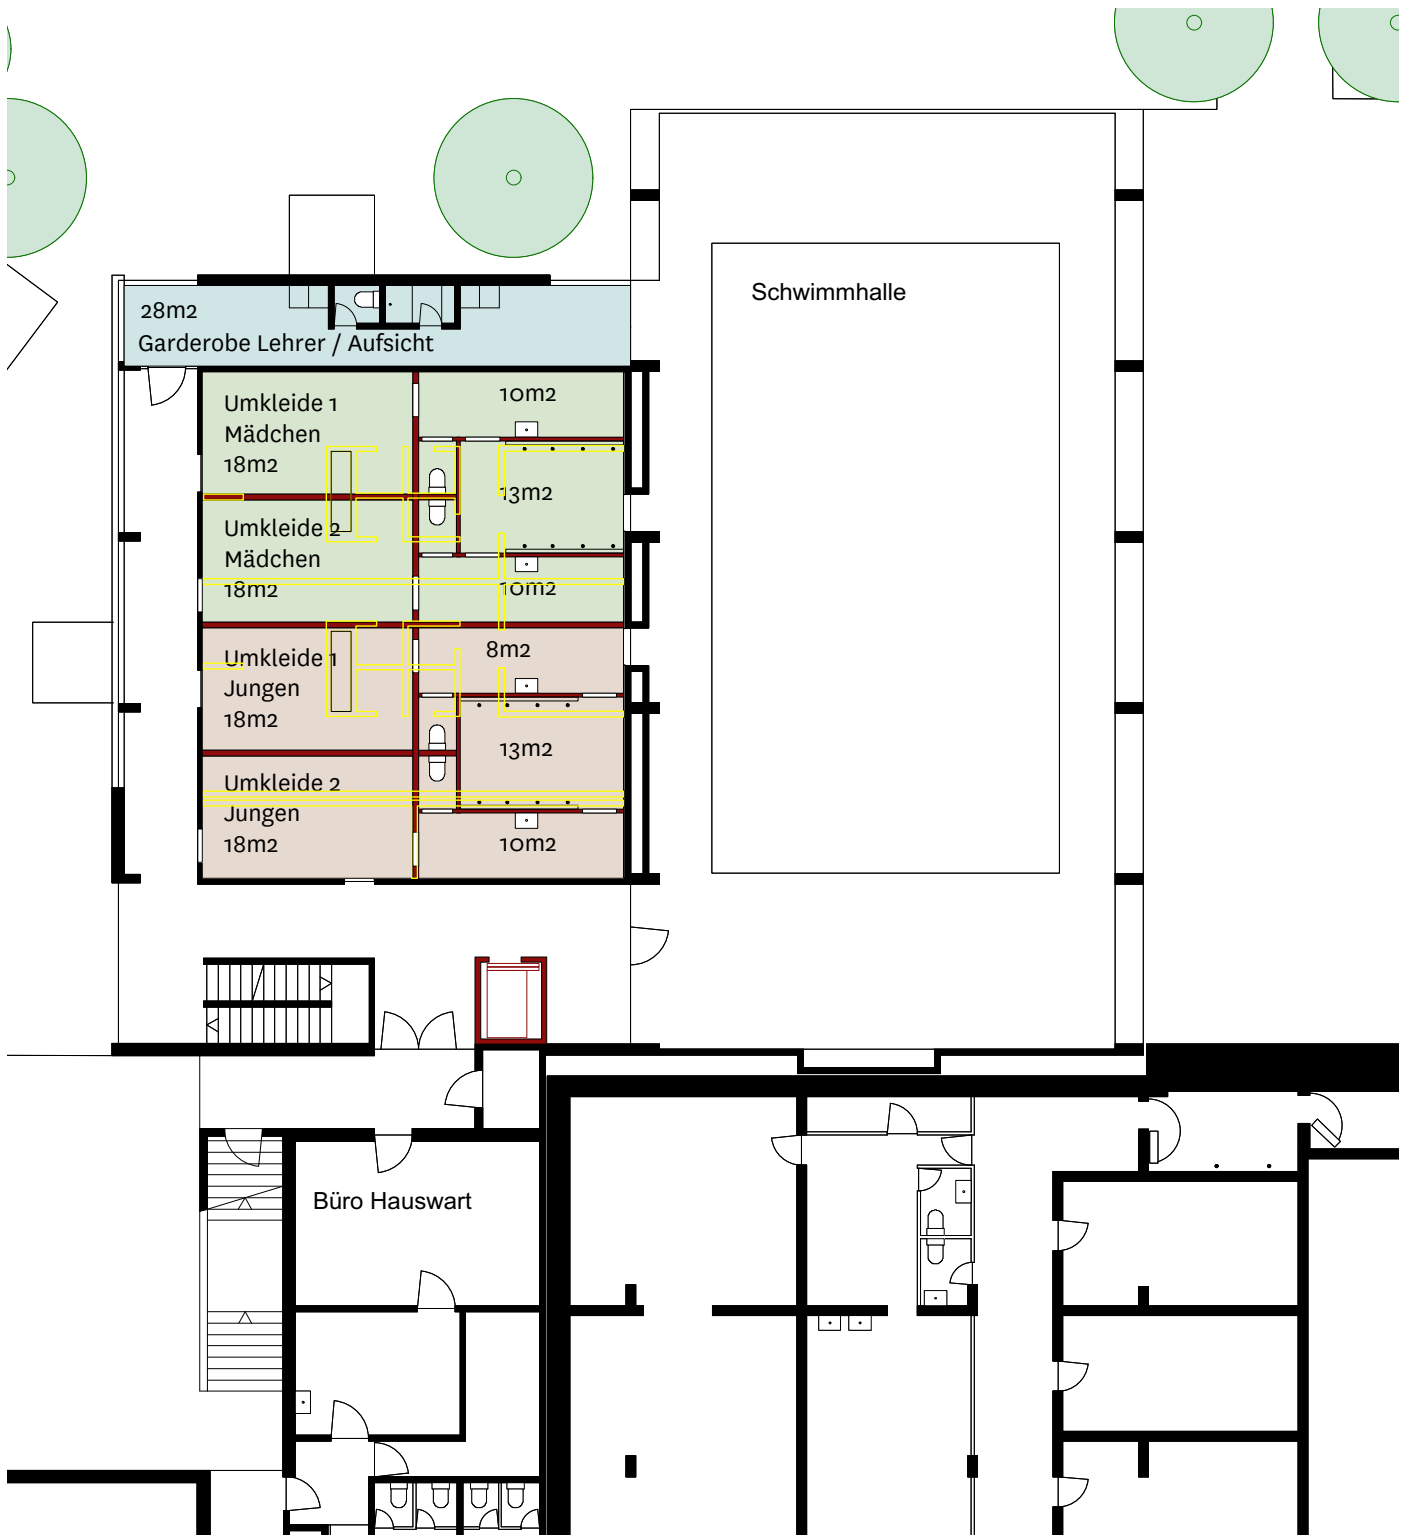 Schwimmhalle
28m2
Garderobe Lehrer / Aufsicht
Umkleide 1
Mädchen
18m2
10m2
13m2
Umkleide 2
Mädchen
18m2
10m2
Umkleide 1
Jungen
18m2
8m2
13m2
Umkleide 2
Jungen
18m2
10m2
Büro Hauswart